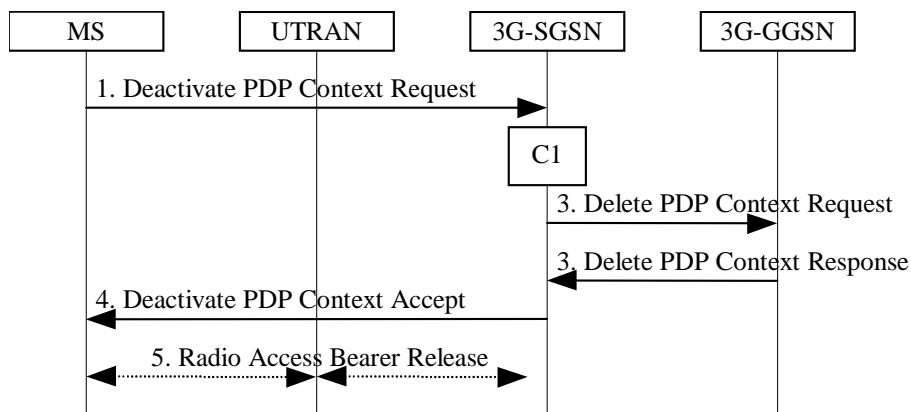 MS UTRAN 3G-SGSN 3G-GGSN
1. Deactivate PDP Context Request
C1
3. Delete PDP Context Request
3. Delete PDP Context Response
4. Deactivate PDP Context Accept
5. Radio Access Bearer Release